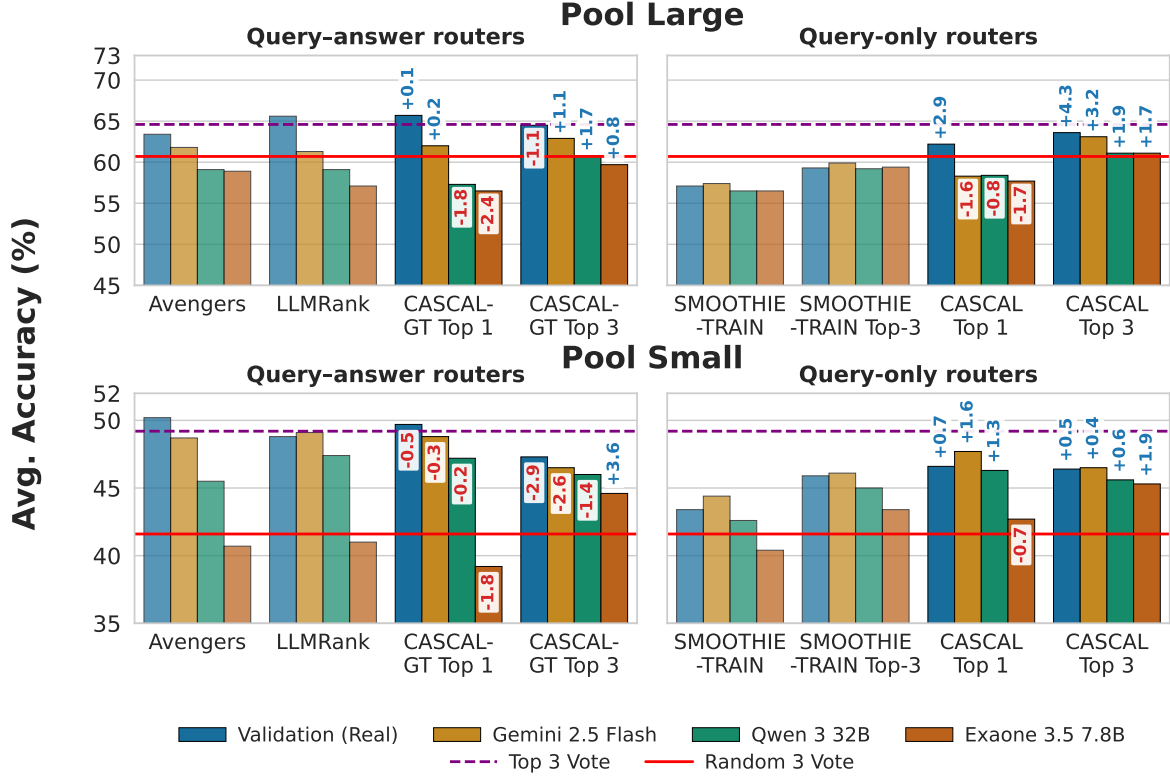 Pool Large
Query–answer routers
Query–only routers
Avg. Accuracy (%)
73
70
65
60
55
50
45
+0.1
+0.2
-1.8
-2.4
-1.1
+1.1
+1.7
+0.8
+2.9
-1.6
-0.8
-1.7
+4.3
+3.2
+1.9
+1.7
Avengers
LLMRank
CASCAL-
GT Top 1
CASCAL-
GT Top 3
SMOOTHIE
-TRAIN
SMOOTHIE
-TRAIN Top-3
CASCAL
Top 1
CASCAL
Top 3
Pool Small
Query–answer routers
Query–only routers
52
50
45
40
35
-0.5
-0.3
-0.2
-1.8
-2.9
-2.6
-1.4
+3.6
+0.7
+1.6
+1.3
-0.7
+0.5
+0.4
+0.6
+1.9
Avengers
LLMRank
CASCAL-
GT Top 1
CASCAL-
GT Top 3
SMOOTHIE
-TRAIN
SMOOTHIE
-TRAIN Top-3
CASCAL
Top 1
CASCAL
Top 3
Validation (Real)
Gemini 2.5 Flash
Qwen 3 32B
Exaone 3.5 7.8B
Top 3 Vote
Random 3 Vote